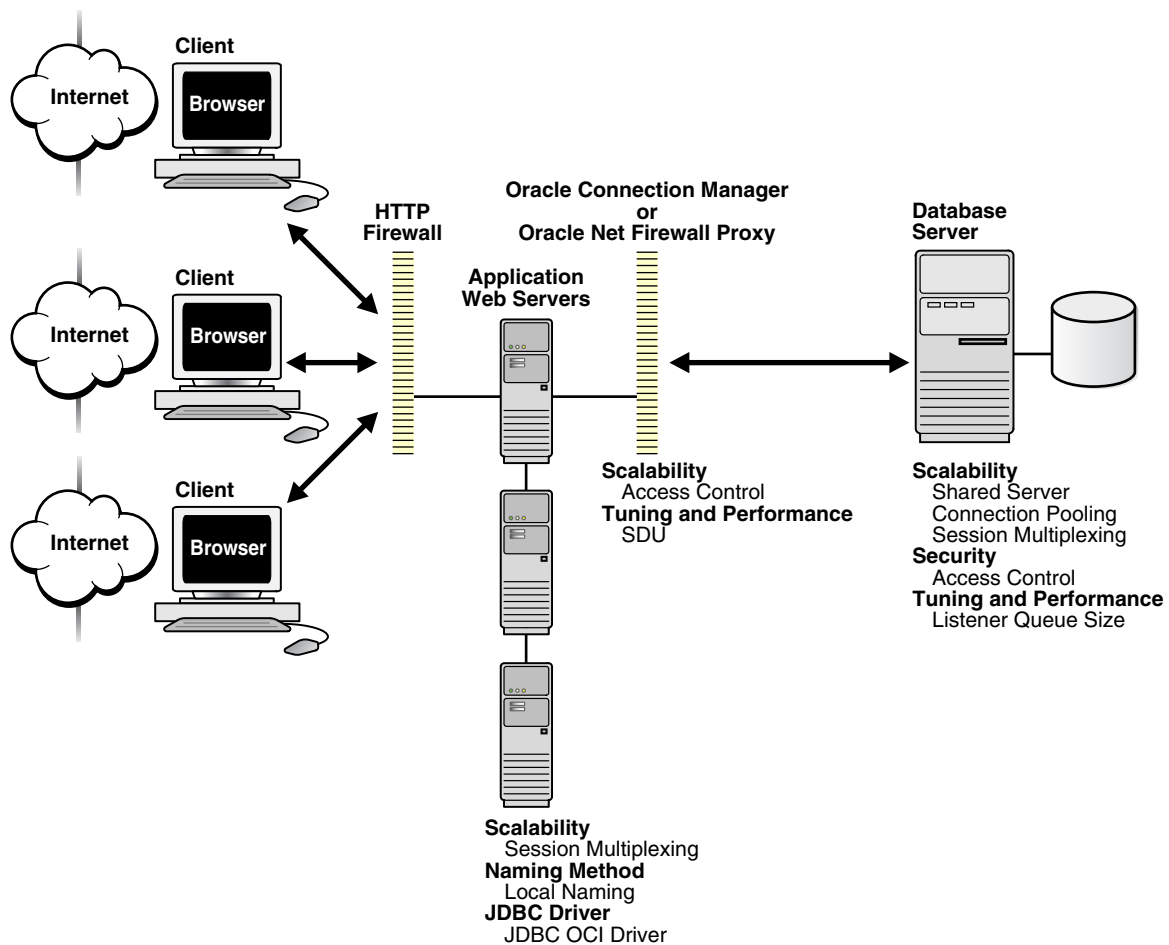 Client
Internet
Browser
Client
Internet
Browser
Client
Internet
Browser
HTTP
Firewall
Application
Web Servers
Oracle Connection Manager
or
Oracle Net Firewall Proxy
Database
Server
Scalability
Access Control
Tuning and Performance
SDU
Scalability
Shared Server
Connection Pooling
Session Multiplexing
Security
Access Control
Tuning and Performance
Listener Queue Size
Scalability
Session Multiplexing
Naming Method
Local Naming
JDBC Driver
JDBC OCI Driver